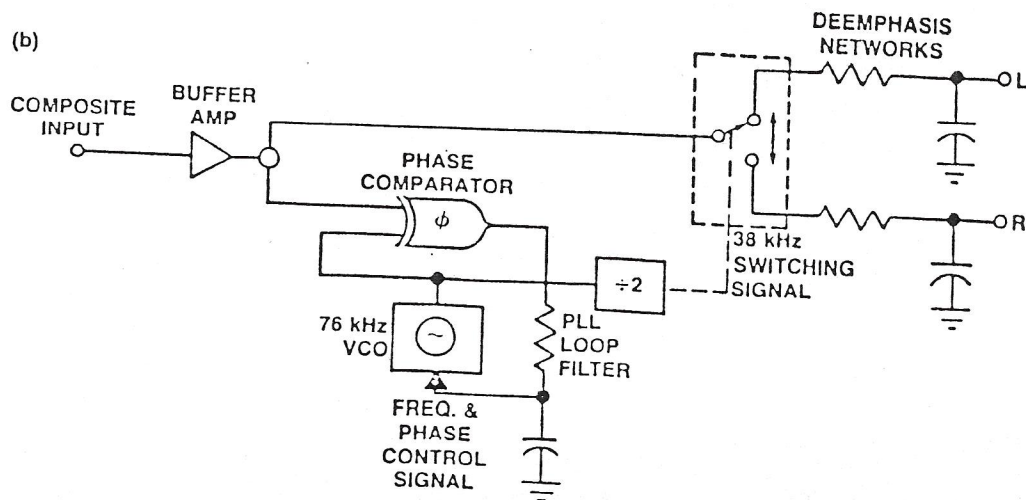 (b)
COMPOSITE
INPUT
BUFFER
AMP
PHASE
COMPARATOR
ϕ
DEEMPHASIS
NETWORKS
L
R
38 kHz
SWITCHING
SIGNAL
÷2
76 kHz
VCO
~
PLL
LOOP
FILTER
FREQ. &
PHASE
CONTROL
SIGNAL